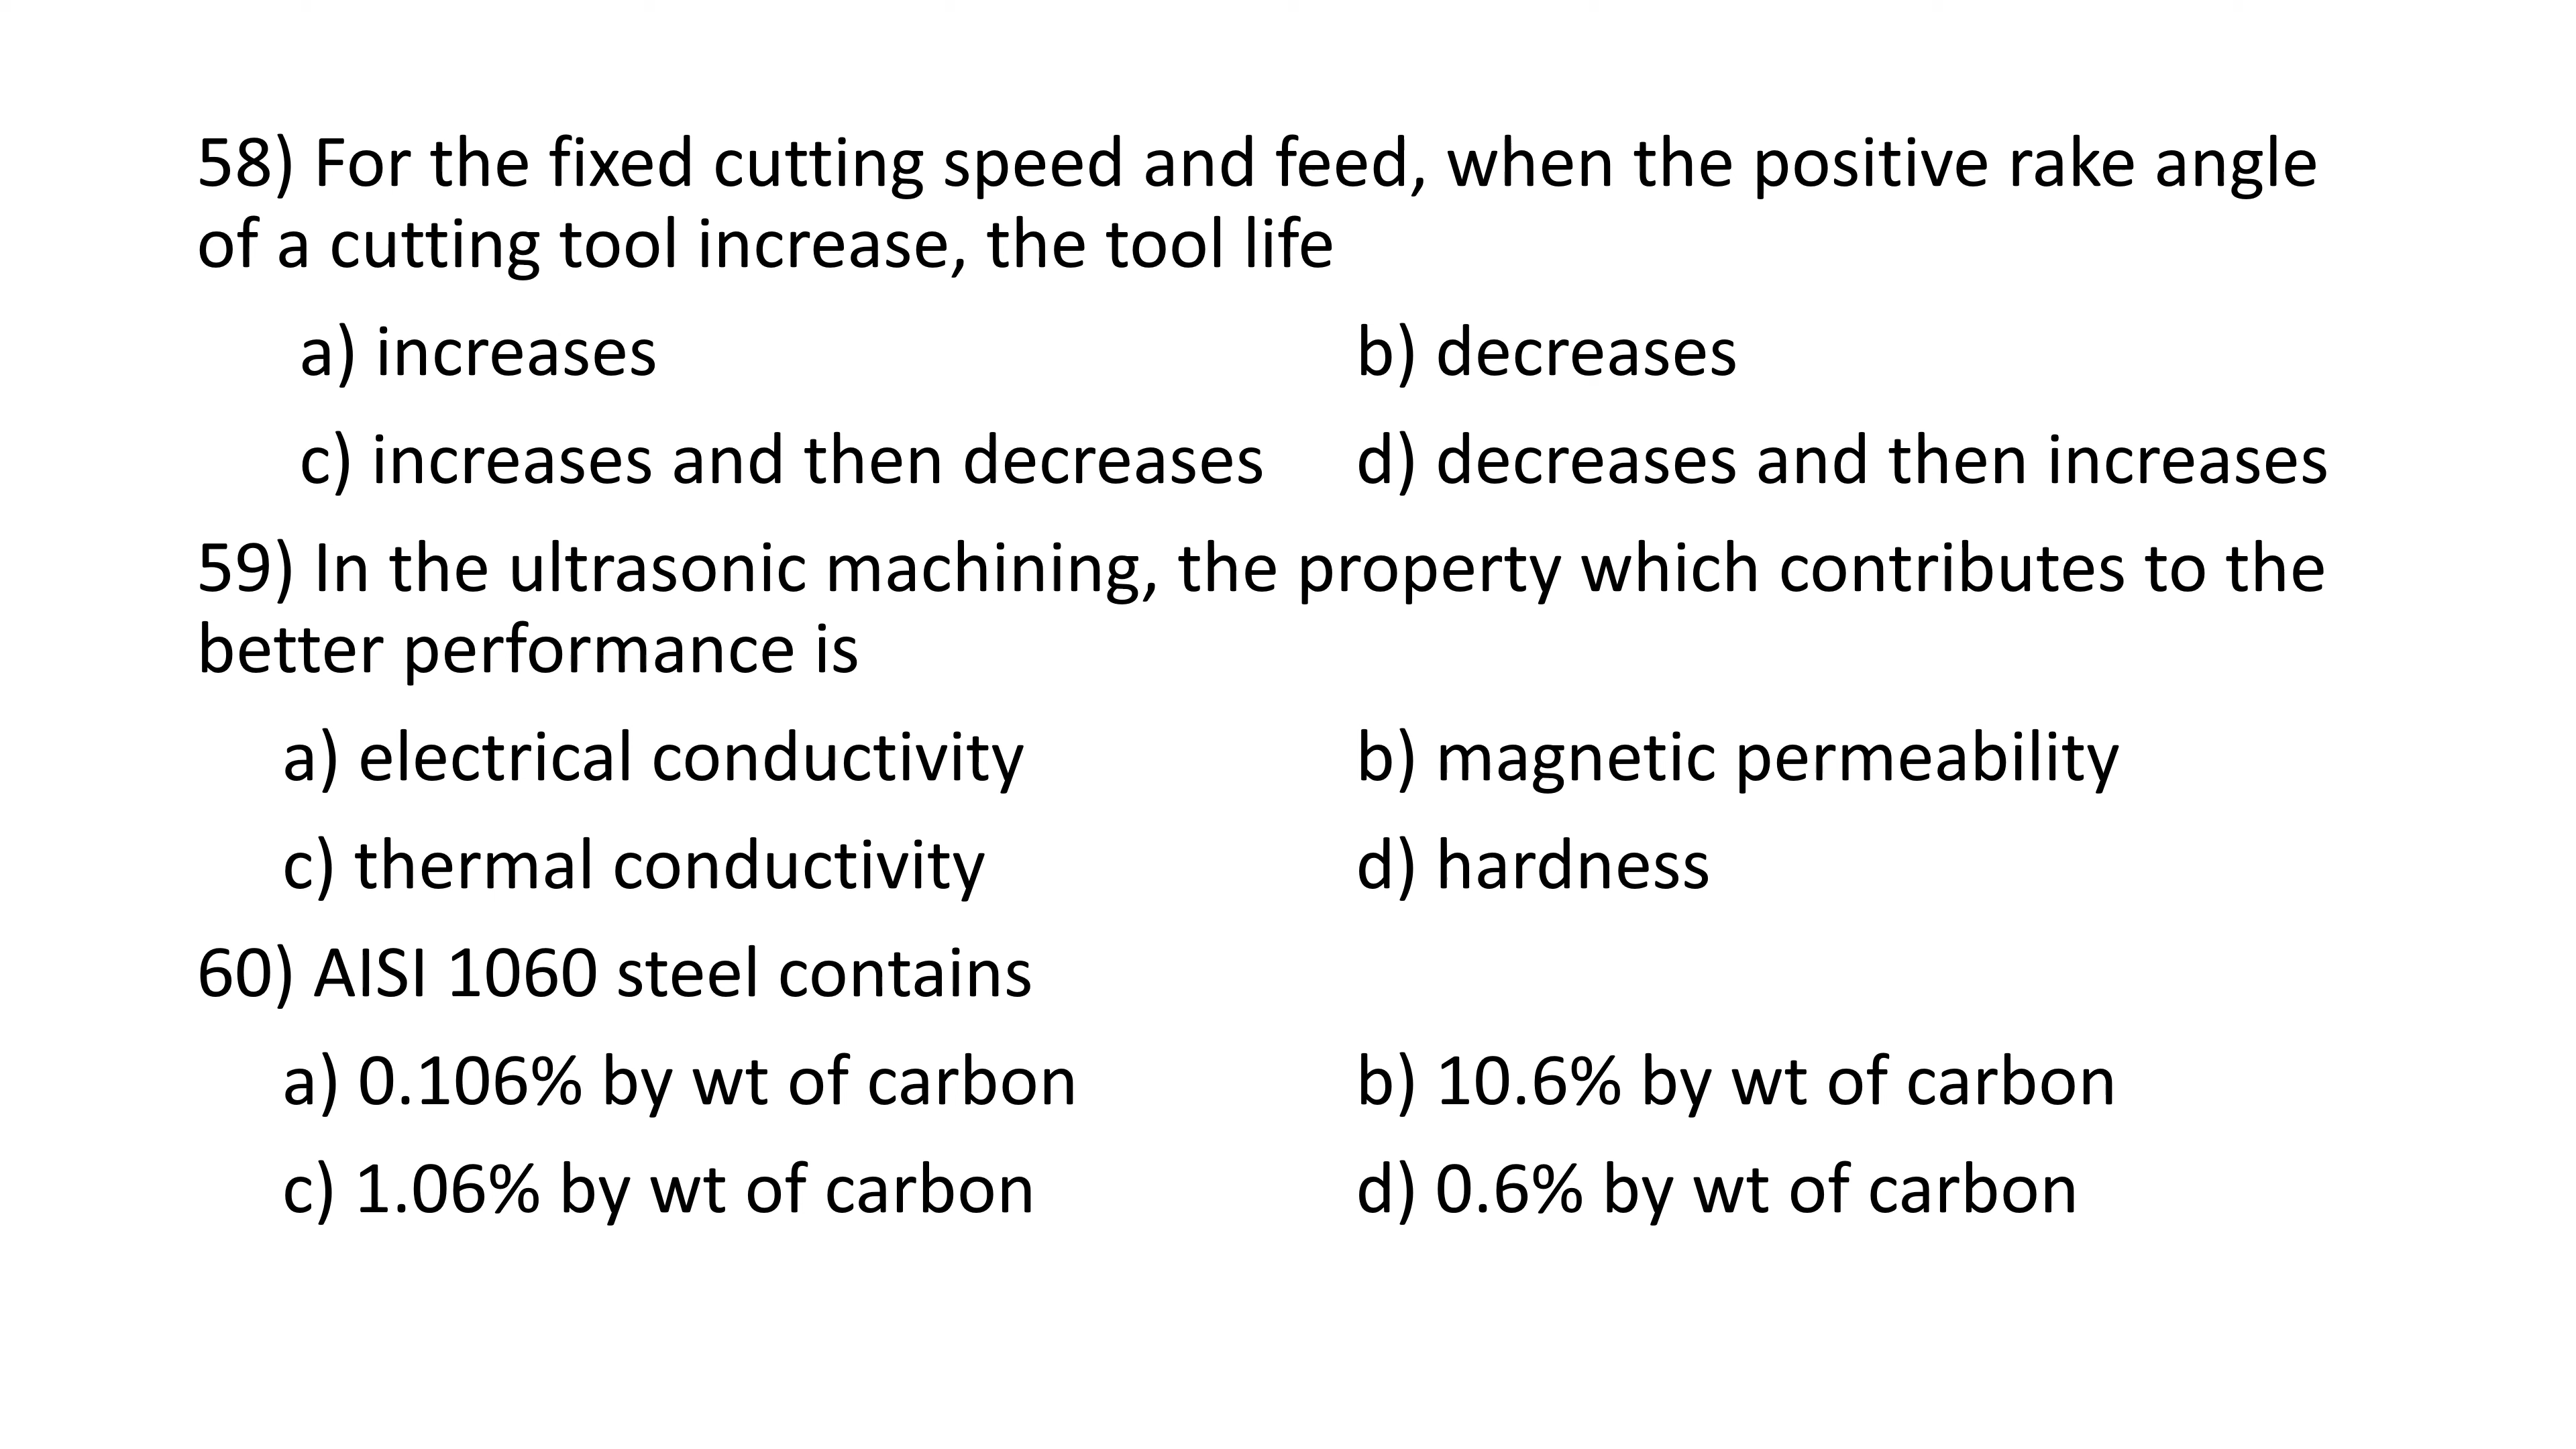 58) For the fixed cutting speed and feed, when the positive rake angle
of a cutting tool increase, the tool life
a) increases b) decreases
c) increases and then decreases d) decreases and then increases
59) In the ultrasonic machining, the property which contributes to the
better performance is
a) electrical conductivity b) magnetic permeability
c) thermal conductivity d) hardness
60) AISI 1060 steel contains
a) 0.106% by wt of carbon b) 10.6% by wt of carbon
c) 1.06% by wt of carbon d) 0.6% by wt of carbon